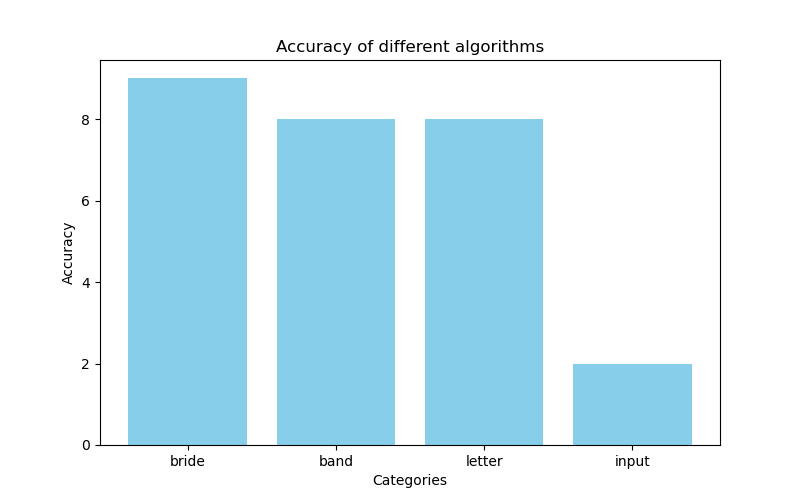 Accuracy of different algorithms
Accuracy
8
6
4
2
0
bride band letter input
Categories